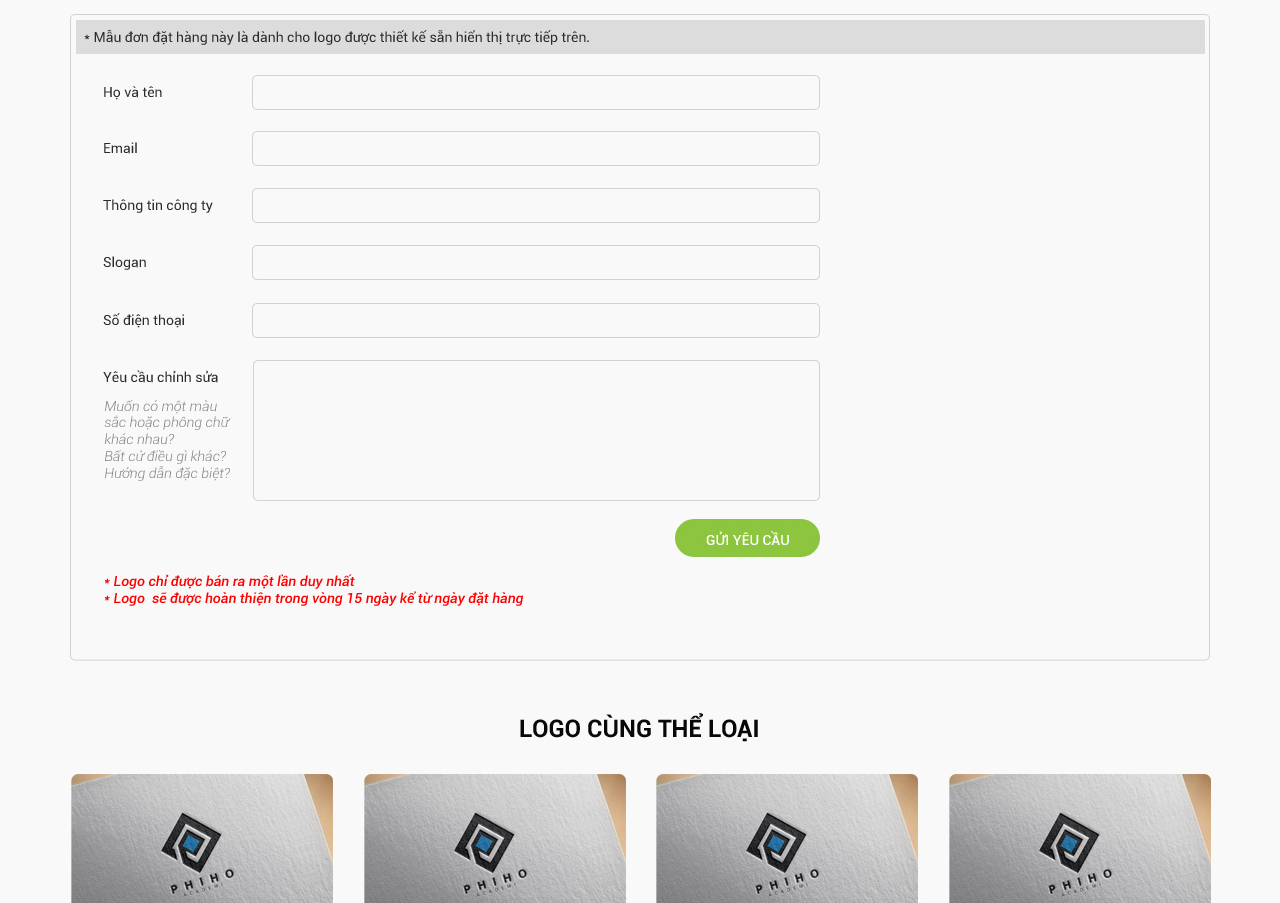 * Mẫu đơn đặt hàng này là dành cho logo được thiết kế sẵn hiển thị trực tiếp trên.
Họ và tên
Email
Thông tin công ty
Slogan
Số điện thoại
Yêu cầu chỉnh sửa
Muốn có một màu
sắc hoặc phông chữ
khác nhau?
Bất cứ điều gì khác?
Hướng dẫn đặc biệt?
GỬI YÊU CẦU
* Logo chỉ được bán ra một lần duy nhất
* Logo  sẽ được hoàn thiện trong vòng 15 ngày kể từ ngày đặt hàng
LOGO CÙNG THỂ LOẠI
PHIHO
ACADEMI
PHIHO
ACADEMI
PHIHO
ACADEMI
PHIHO
ACADEMI